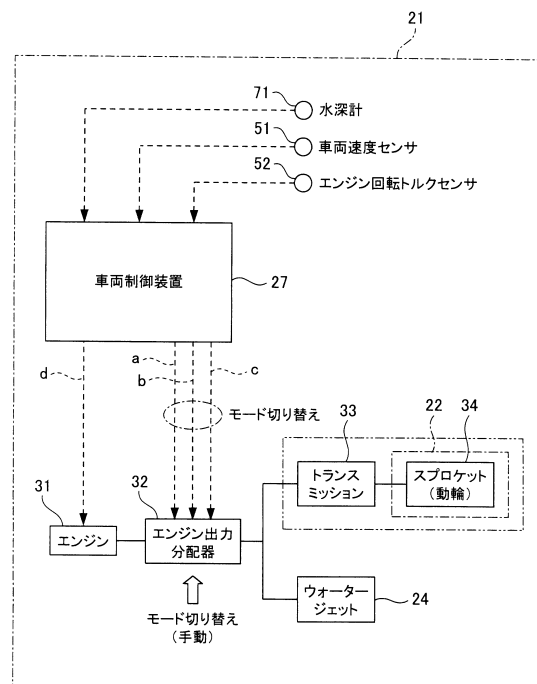 21
71
水深計
51
車両速度センサ
52
エンジン回転トルクセンサ
車両制御装置
27
a
d
b
c
モード切り替え
33
22
34
トランス
ミッション
スプロケット
(動輪)
31
32
エンジン
エンジン出力
分配器
ウォーター
ジェット
24
モード切り替え
(手動)